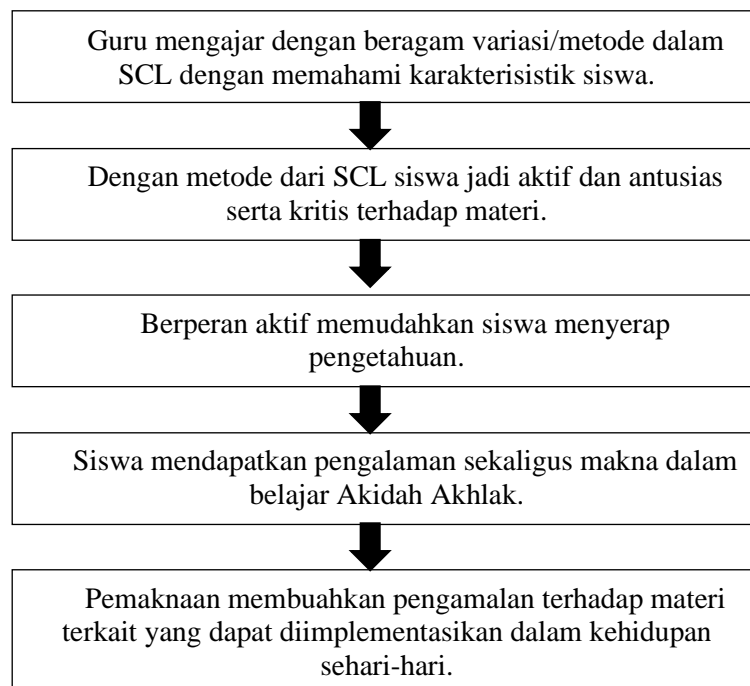 Guru mengajar dengan beragam variasi/metode dalam
SCL dengan memahami karakterisistik siswa.
Dengan metode dari SCL siswa jadi aktif dan antusias
serta kritis terhadap materi.
Berperan aktif memudahkan siswa menyerap
pengetahuan.
Siswa mendapatkan pengalaman sekaligus makna dalam
belajar Akidah Akhlak.
Pemaknaan membuahkan pengamalan terhadap materi
terkait yang dapat diimplementasikan dalam kehidupan
sehari-hari.